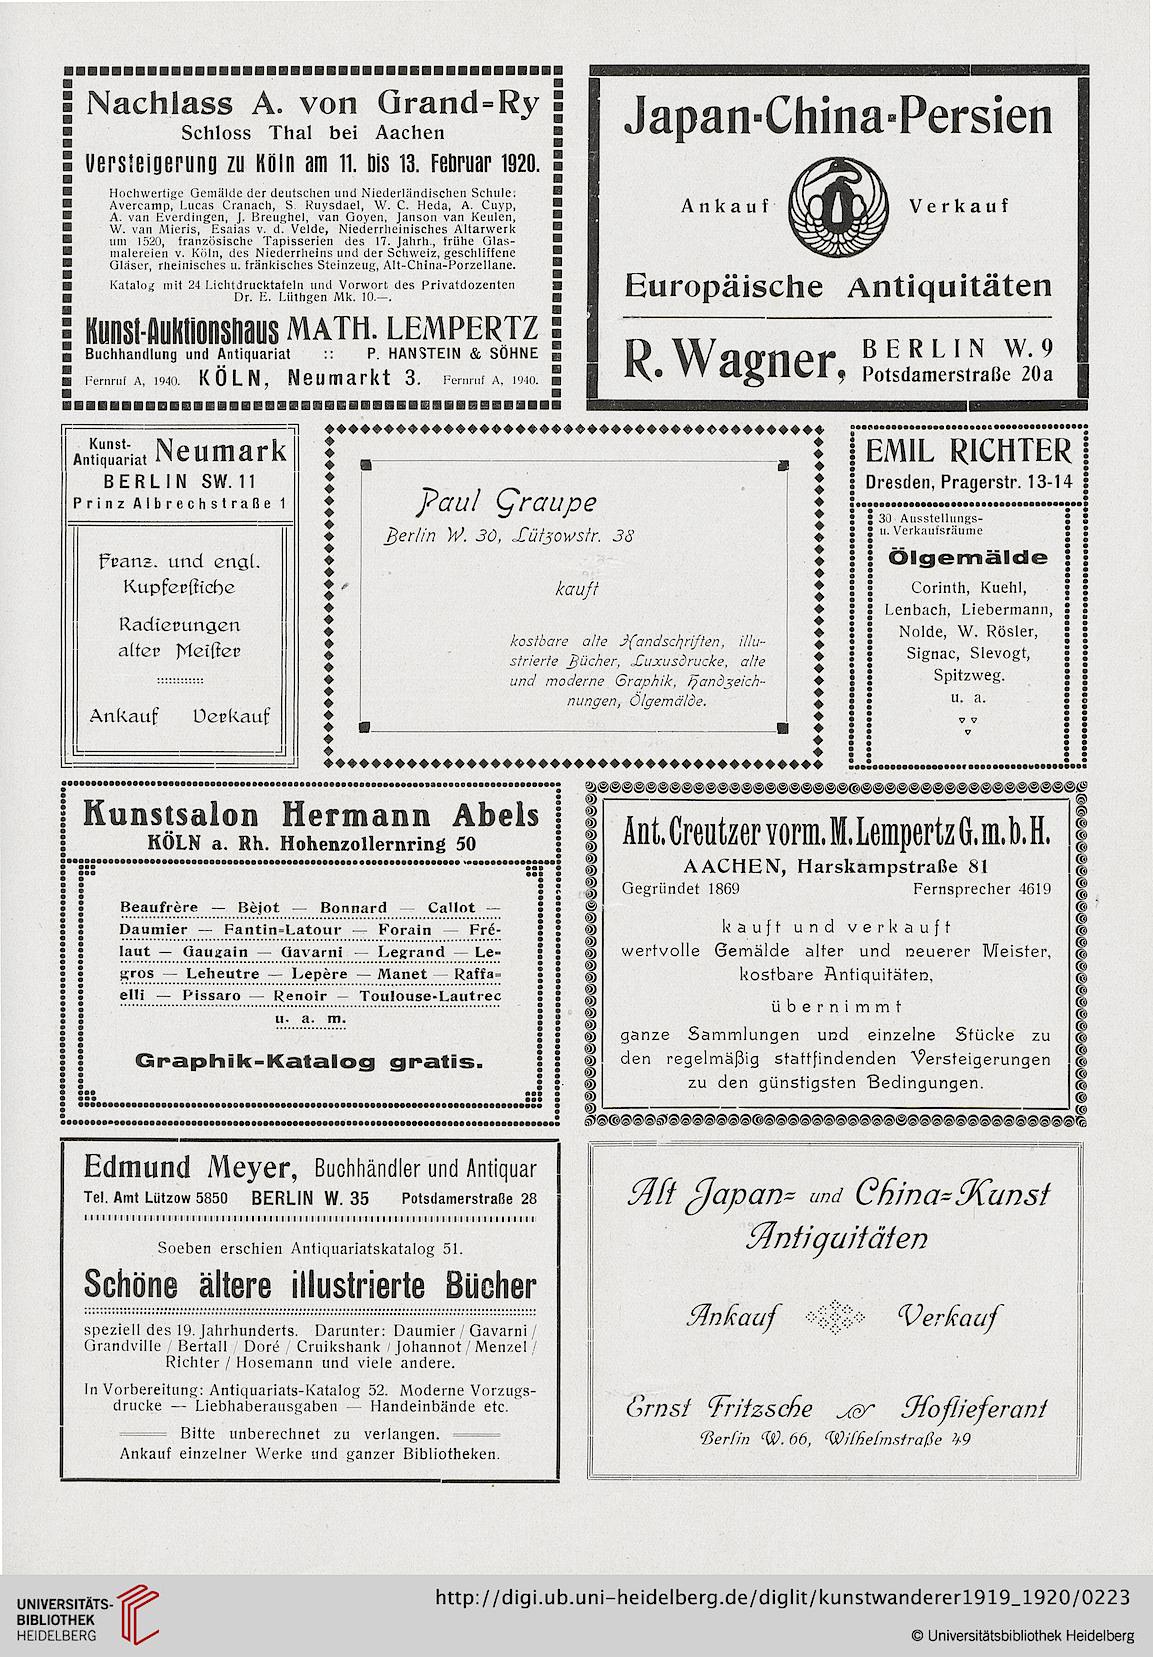 Nachlass A. von Grand=Ry
Schloss Thal bei Aachen
Versteigerung zu Köln am 11. bis 13. Februar 1920.
Hochwertige Gemälde der deutschen und Niederländischen Schule:
Avercamp, Lucas Cranach, S. Ruysdael, W. C. Heda, A. Cuyp,
A. van Everdingen, J. Breughel, van Goyen, Janson van Keulen,
W. van Mieris, Esaias v. d. Velde, Niederrheinisches Altarwerk
um 1520, französische Tapisserien des 17. Jahrh., frühe Glas-
malereien v. Köln, des Niederrheins und der Schweiz, geschliffene
Gläser, rheinisches u. fränkisches Steinzeug, Alt-China-Porzellane.
Katalog mit 24 Lichtdrucktafeln und Vorwort des Privatdozenten
Dr. E. Lüthgen Mk. 10.—.
Kunst-Auktionshaus MATH. LEMPERTZ
Buchhandlung und Antiquariat :: P. HANSTEIN & SÖHNE
Fernruf A, 1940. KÖLN, Neumarkt 3. Fernruf A, 1940.
Japan-China-Persien
Ankauf Verkauf
Europäische Antiquitäten
R. Wagner, BERLIN W. 9
Potsdamerstraße 20a
Kunst-
Antiquariat Neumark
BERLIN SW. 11
Prinz Albrechstraße 1
Franz. und engl.
Kupferstiche
Radierungen
alter Meister
Ankauf Verkauf
Paul Graupe
Berlin W. 30, Lützowstr. 38
kauft
kostbare alte Handschriften, illu-
strierte Bücher, Luxusdrucke, alte
und moderne Graphik, Handzeich-
nungen, Ölgemälde.
EMIL RICHTER
Dresden, Pragerstr. 13-14
30 Ausstellungs-
u. Verkaufsräume
Ölgemälde
Corinth, Kuehl,
Lenbach, Liebermann,
Nolde, W. Rösler,
Signac, Slevogt,
Spitzweg.
u. a.
Kunstsalon Hermann Abels
KÖLN a. Rh. Hohenzollernring 50
Beaufrère — Bèjot — Bonnard — Callot —
Daumier — Fantin=Latour — Forain — Fré-
laut — Gaugain — Gavarni — Legrand — Le=
gros — Leheutre — Lepère — Manet — Raffa=
elli — Pissaro — Renoir — Toulouse-Lautrec
u. a. m.
Graphik-Katalog gratis.
Ant. Creutzer vorm. M. Lempertz G. m. b. H.
AACHEN, Harskampstraße 81
Gegründet 1869 Fernsprecher 4619
kauft und verkauft
wertvolle Gemälde alter und neuerer Meister,
kostbare Antiquitäten,
übernimmt
ganze Sammlungen und einzelne Stücke zu
den regelmäßig stattfindenden Versteigerungen
zu den günstigsten Bedingungen.
Edmund Meyer, Buchhändler und Antiquar
Tel. Amt Lützow 5850 BERLIN W. 35 Potsdamerstraße 28
Soeben erschien Antiquariatskatalog 51.
Schöne ältere illustrierte Bücher
speziell des 19. Jahrhunderts. Darunter: Daumier / Gavarni /
Grandville / Bertall / Doré / Cruikshank / Johannot / Menzel /
Richter / Hosemann und viele andere.
In Vorbereitung: Antiquariats-Katalog 52. Moderne Vorzugs-
drucke — Liebhaberausgaben — Handeinbände etc.
Bitte unberechnet zu verlangen.
Ankauf einzelner Werke und ganzer Bibliotheken.
Alt Japan= und China=Kunst
Antiquitäten
Ankauf Verkauf
Ernst Fritzsche Hoflieferant
Berlin W. 66, Wilhelmstraße 49
UNIVERSITÄTS-
BIBLIOTHEK
HEIDELBERG
http://digi.ub.uni-heidelberg.de/diglit/kunstwanderer1919_1920/0223
© Universitätsbibliothek Heidelberg